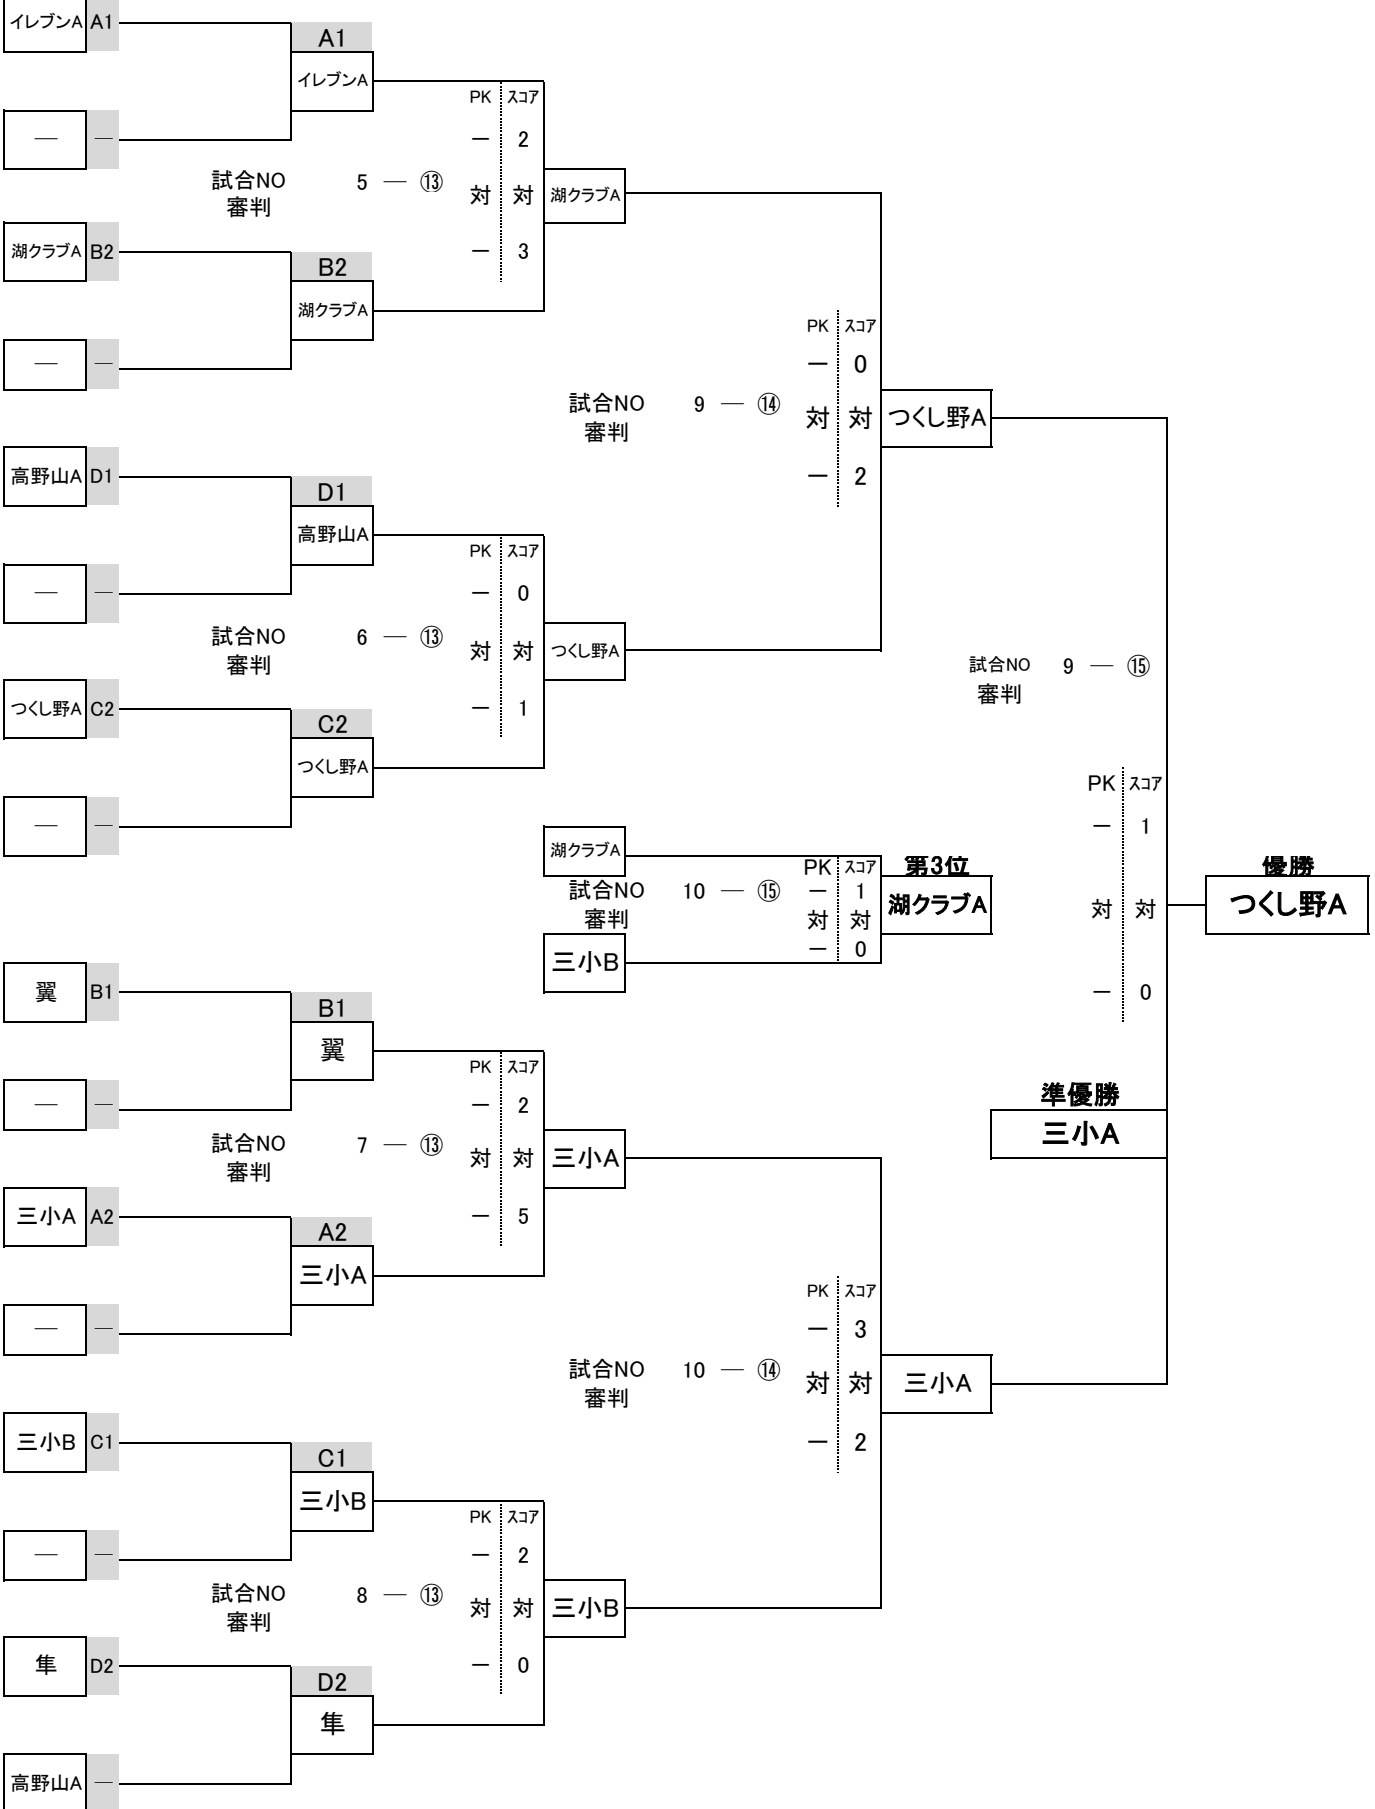 イレブンA A1
A1
イレブンA
PK スコア
— — — 2
試合NO 5 — ⑬ 対 対 湖クラブA
審判
湖クラブA B2 — 3
B2
湖クラブA
PK スコア
— — — 0
試合NO 9 — ⑭ 対 対 つくし野A
審判
高野山A D1 — 2
D1
高野山A
PK スコア
— — — 0
試合NO 6 — ⑬ 対 対 つくし野A
審判
試合NO 9 — ⑮
審判
つくし野A C2 — 1
C2
つくし野A
PK スコア
— — — 1
湖クラブA
PK スコア 第3位 優勝
試合NO 10 — ⑮ — 1 湖クラブA つくし野A
審判 対 対 対 対
三小B — 0
翼 B1 — 0
B1
翼
PK スコア
— — — 2
準優勝
三小A
試合NO 7 — ⑬ 対 対 三小A
審判
三小A A2 — 5
A2
三小A
PK スコア
— — — 3
試合NO 10 — ⑭ 対 対 三小A
審判
三小B C1 — 2
C1
三小B
PK スコア
— — — 2
試合NO 8 — ⑬ 対 対 三小B
審判
隼 D2 — 0
D2
隼
高野山A —